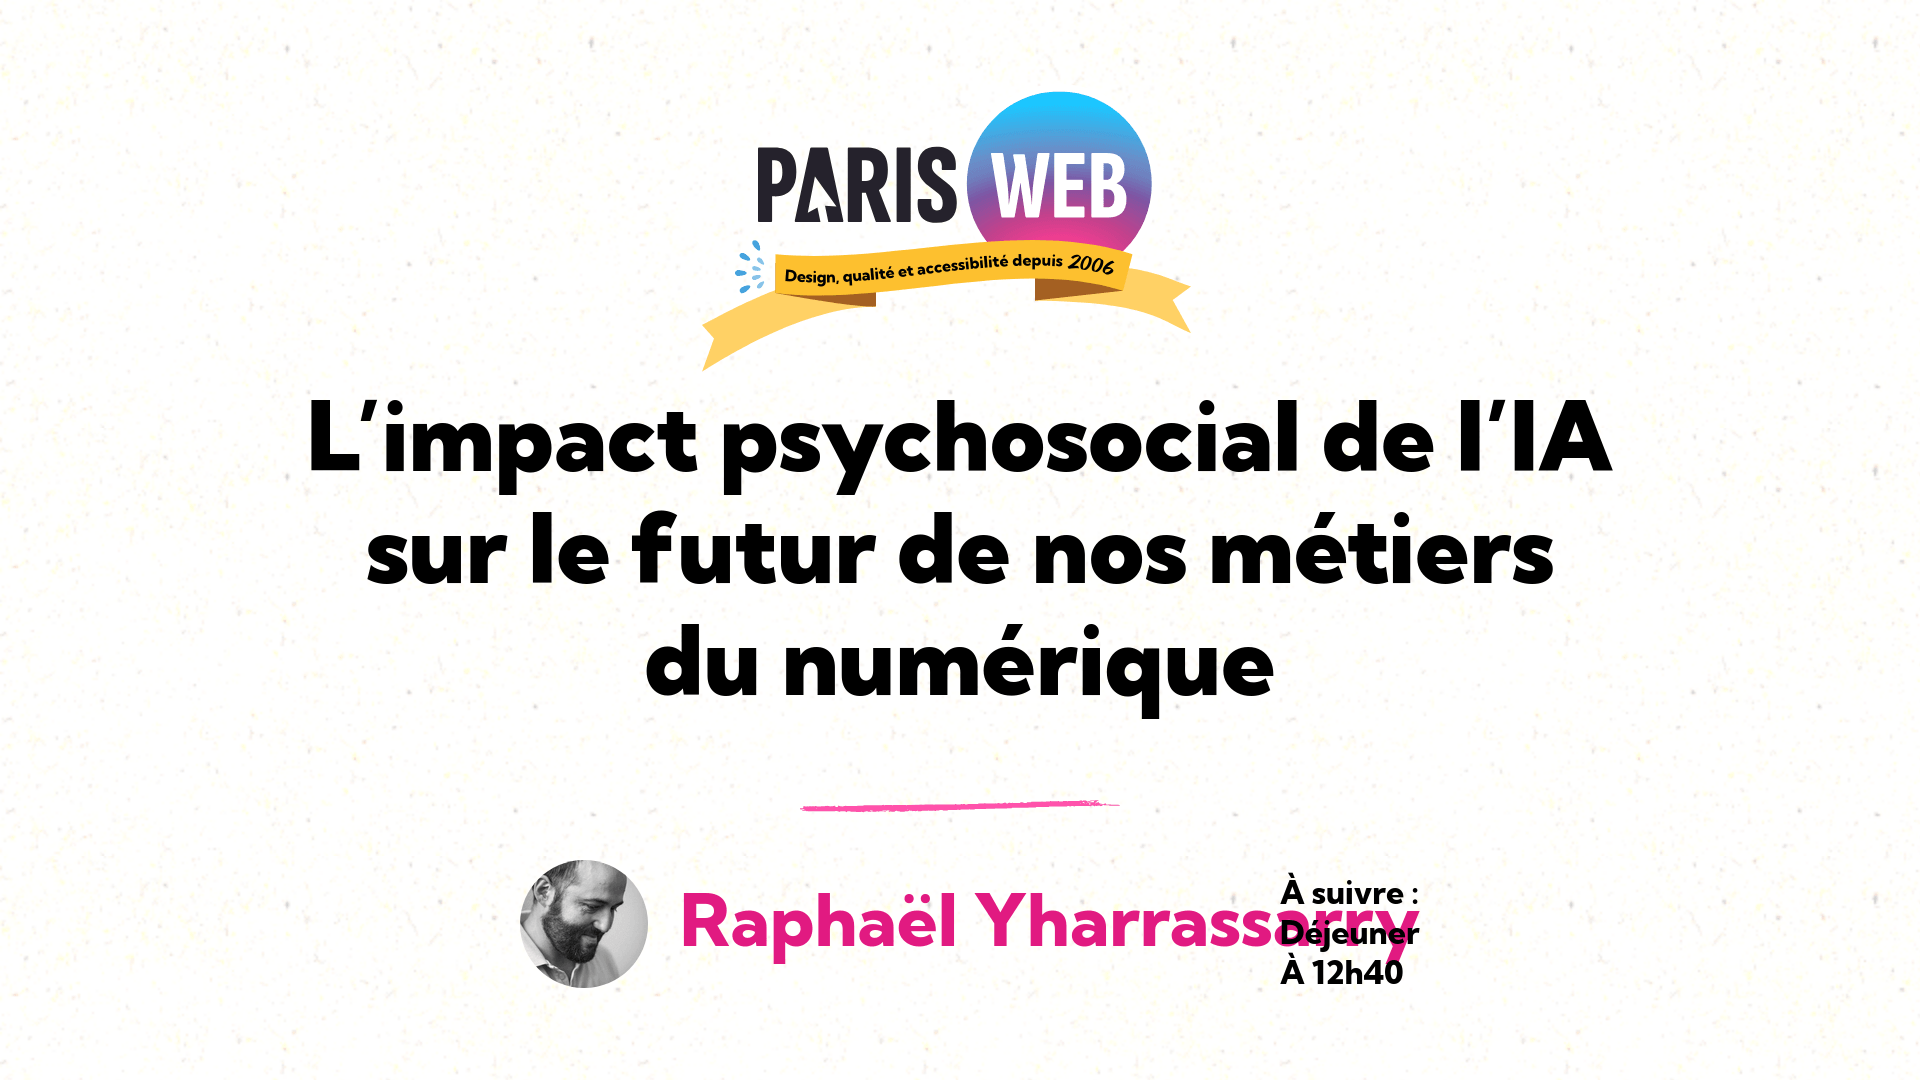 PARIS WEB
Design, qualité et accessibilité depuis 2006
L’impact psychosocial de l’IA
sur le futur de nos métiers
du numérique
Raphaël Yharrassarry
À suivre :
Déjeuner
À 12h40